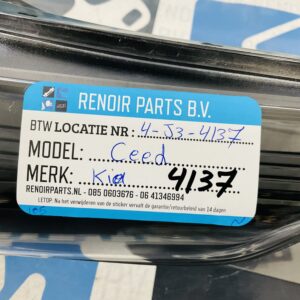 RENOIR PARTS B.V.
BTW LOCATIE NR : 4-J3-4137
MODEL: Ceed
MERK: Kia 4137
RENOIRPARTS.NL - 085 0603676 - 06 41346994
LETOP: Na het verwijderen van de sticker vervalt de garantie/retourbeleid van 14 dagen